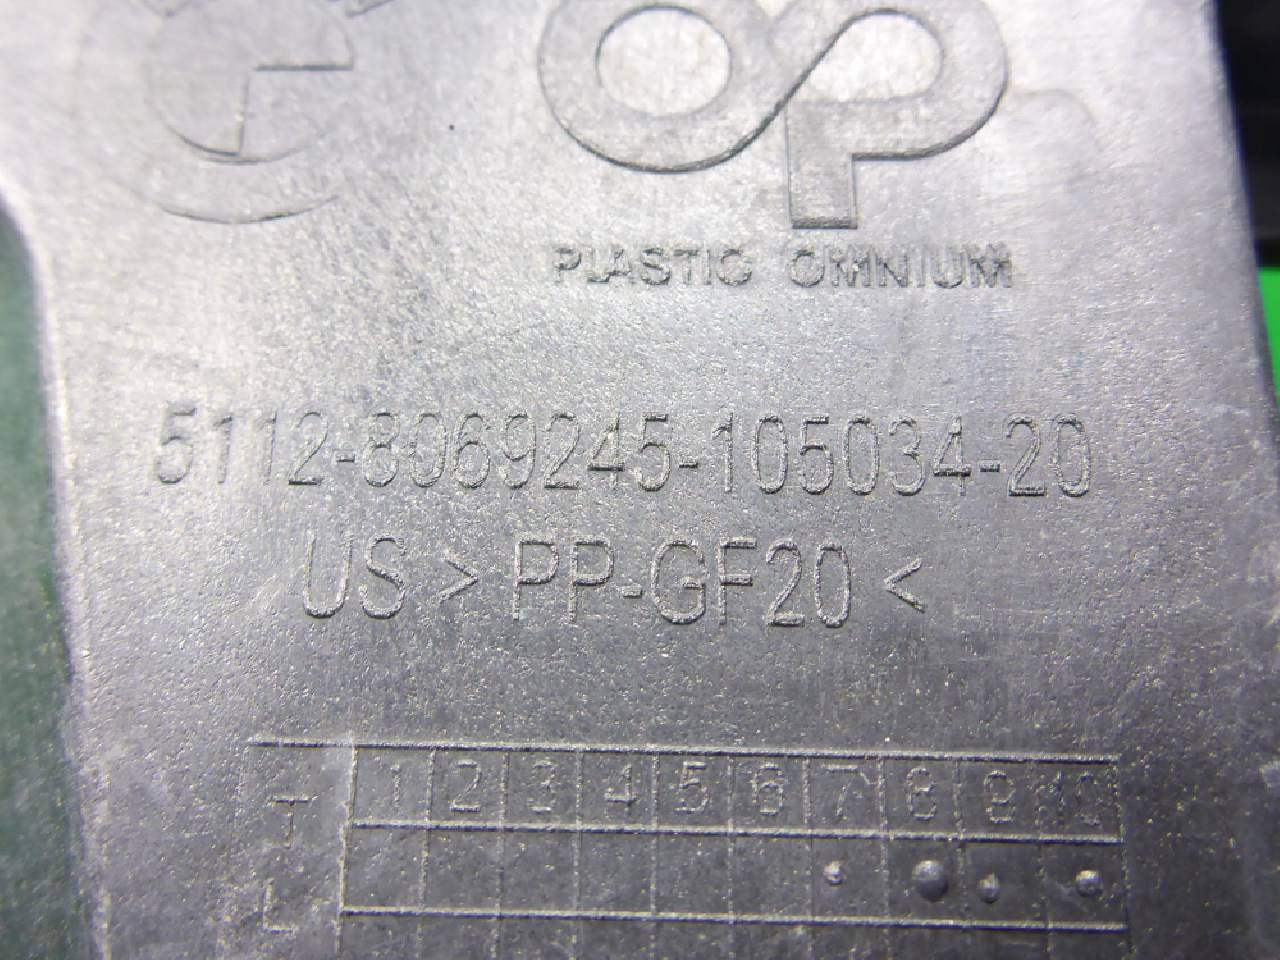 OP
PLASTIC OMNIUM
5112-8069245-105034-20
US > PP-GF20 <
T 1 2 3 4 5 6 7 8 9 10
L